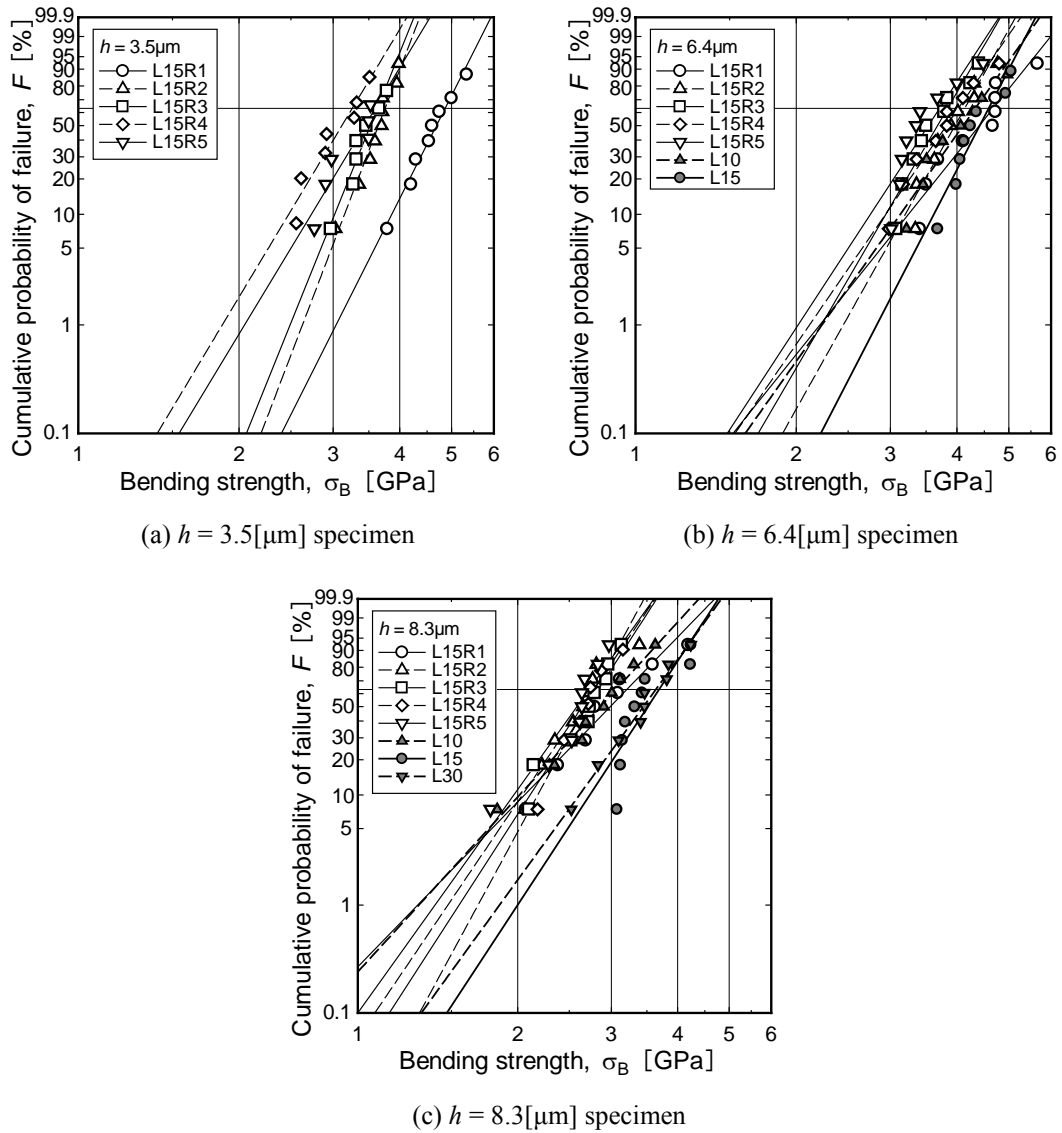 Cumulative probability of failure, F [%]
99.9
99
95
90
80
50
30
20
10
5
1
0.1
h = 3.5μm
L15R1
L15R2
L15R3
L15R4
L15R5
1 2 3 4 5 6
Bending strength, σB [GPa]
(a) h = 3.5[μm] specimen
Cumulative probability of failure, F [%]
99.9
99
95
90
80
50
30
20
10
5
1
0.1
h = 6.4μm
L15R1
L15R2
L15R3
L15R4
L15R5
L10
L15
1 2 3 4 5 6
Bending strength, σB [GPa]
(b) h = 6.4[μm] specimen
Cumulative probability of failure, F [%]
99.9
99
95
80
50
30
20
10
5
1
0.1
h = 8.3μm
L15R1
L15R2
L15R3
L15R4
L15R5
L10
L15
L30
1 2 3 4 5 6
Bending strength, σB [GPa]
(c) h = 8.3[μm] specimen